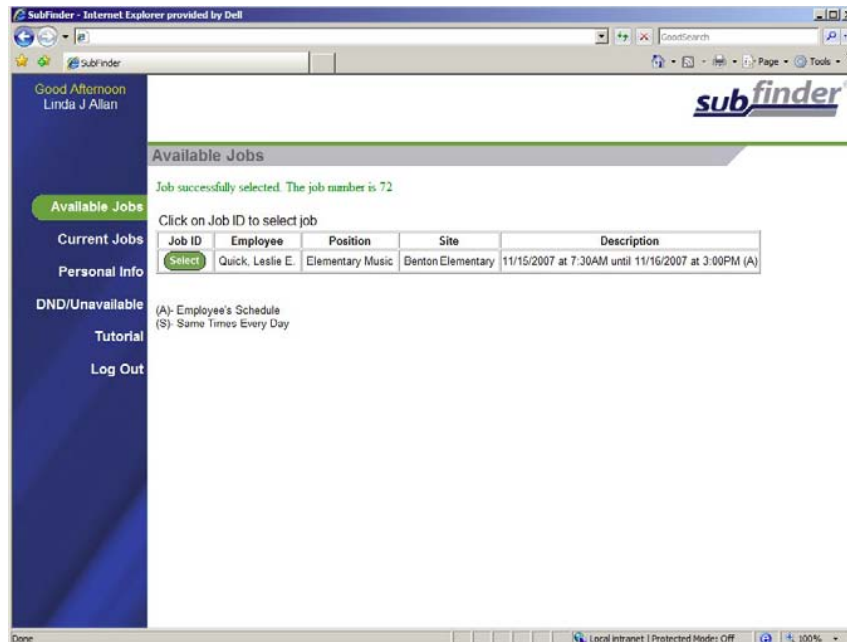 SubFinder - Internet Explorer provided by Dell
GoodSearch
SubFinder
Page
Tools
Good Afternoon
Linda J Allan
subfinder
Available Jobs
Job successfully selected. The job number is 72
Available Jobs
Click on Job ID to select job
Current Jobs
Job ID Employee Position Site Description
Select Quick, Leslie E. Elementary Music Benton Elementary 11/15/2007 at 7:30AM until 11/16/2007 at 3:00PM (A)
Personal Info
DND/Unavailable
(A)- Employee's Schedule
(S)- Same Times Every Day
Tutorial
Log Out
Done
Local intranet | Protected Mode: Off
100%